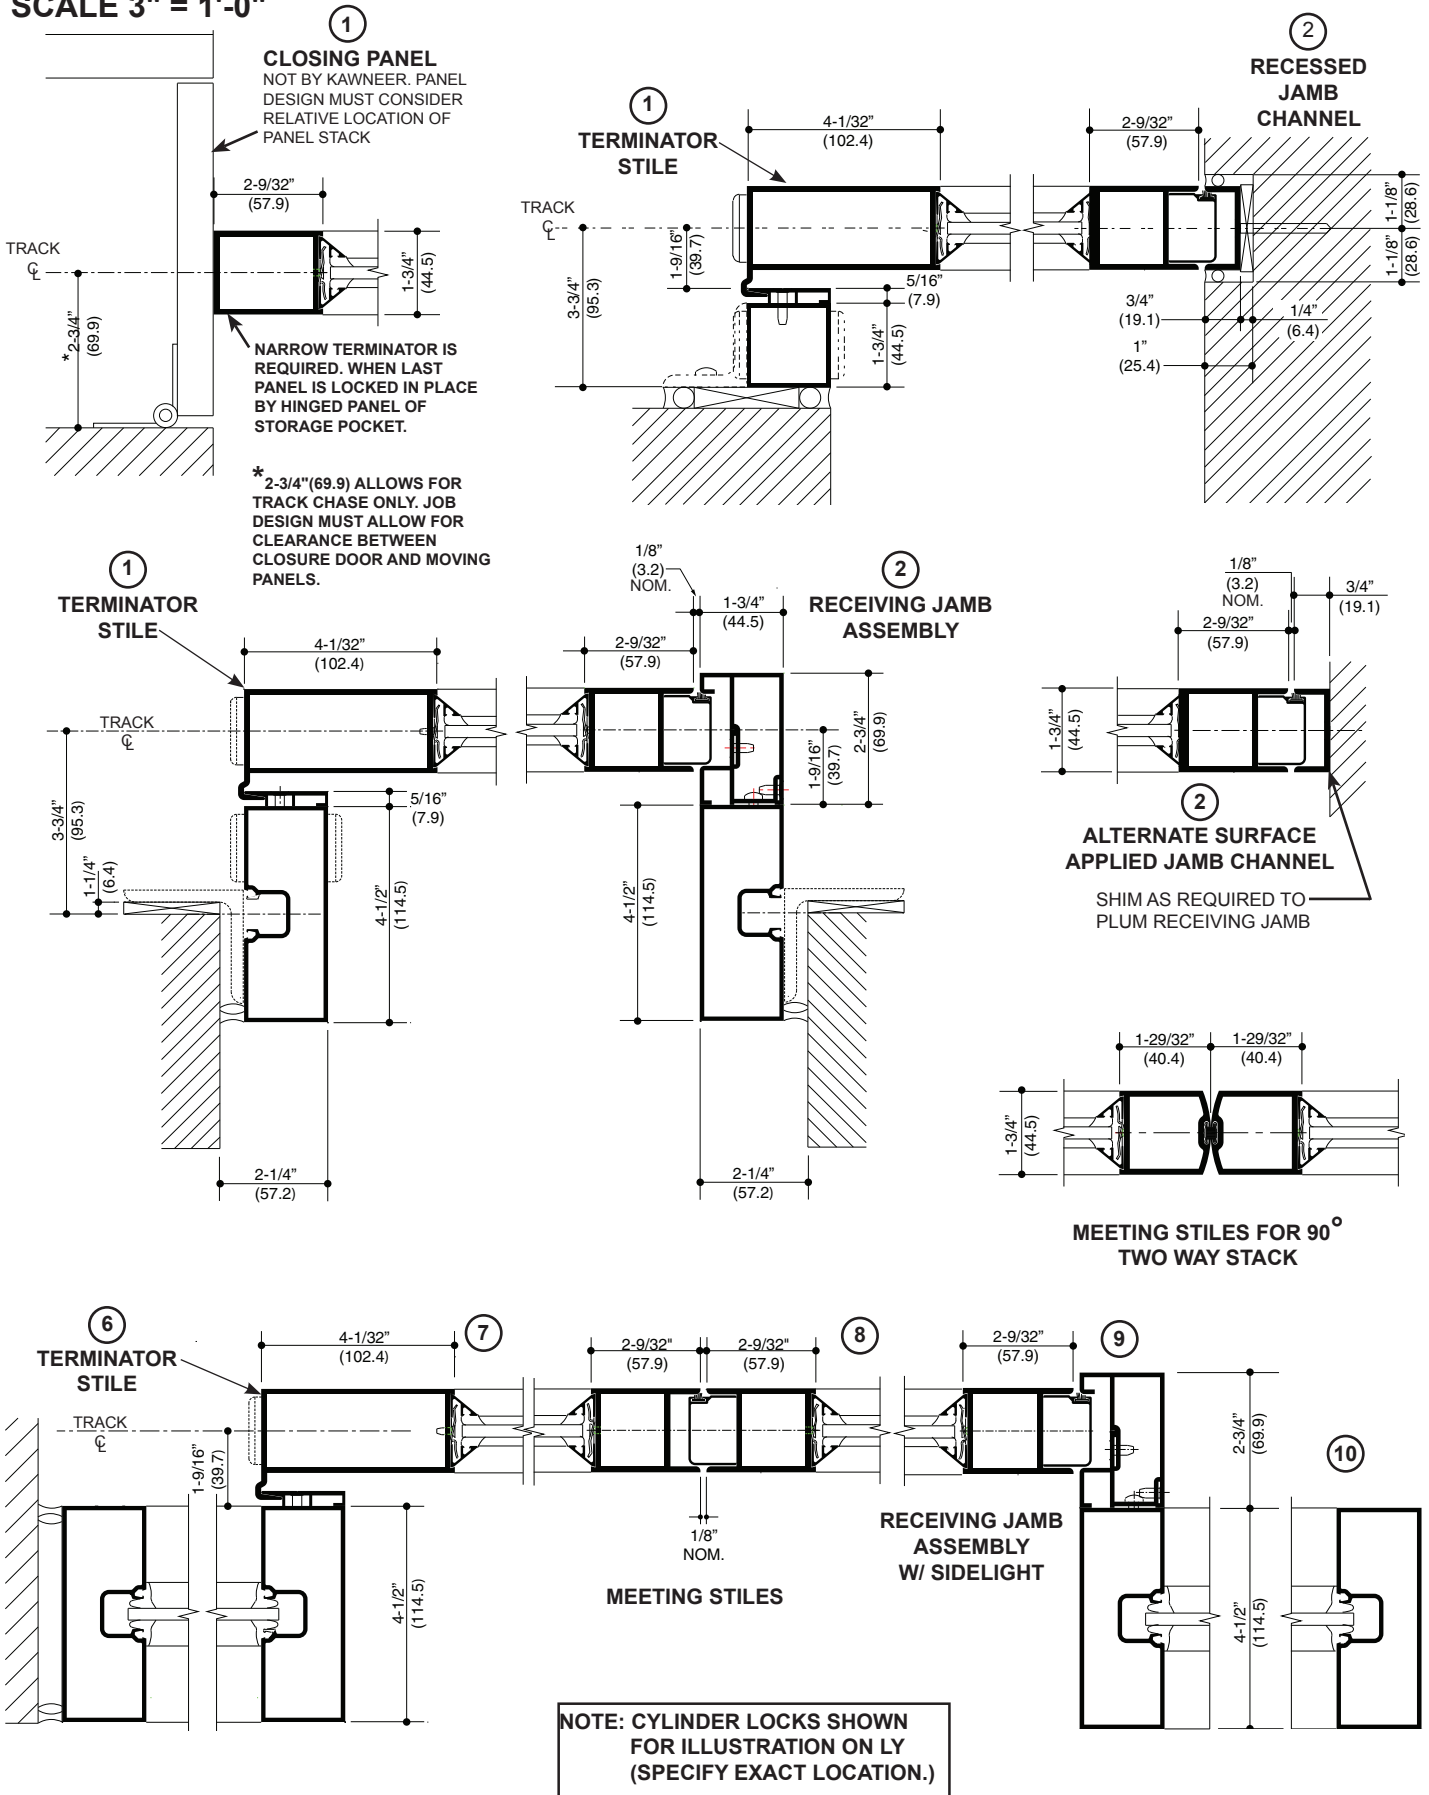 SCALE 3" = 1'-0"
1
CLOSING PANEL
NOT BY KAWNEER. PANEL
DESIGN MUST CONSIDER
RELATIVE LOCATION OF
PANEL STACK
2-9/32”
(57.9)
TRACK
C L
1-3/4”
(44.5)
* 2-3/4”
(69.9)
NARROW TERMINATOR IS
REQUIRED. WHEN LAST
PANEL IS LOCKED IN PLACE
BY HINGED PANEL OF
STORAGE POCKET.
* 2-3/4"(69.9) ALLOWS FOR
TRACK CHASE ONLY. JOB
DESIGN MUST ALLOW FOR
CLEARANCE BETWEEN
CLOSURE DOOR AND MOVING
PANELS.
1
TERMINATOR
STILE
4-1/32”
(102.4)
2-9/32”
(57.9)
2
RECESSED
JAMB
CHANNEL
TRACK
C L
1-9/16”
(39.7)
3-3/4”
(95.3)
5/16”
(7.9)
1-3/4”
(44.5)
1-1/8”
(28.6)
1-1/8”
(28.6)
3/4”
(19.1)
1/4”
(6.4)
1”
(25.4)
1
TERMINATOR
STILE
4-1/32”
(102.4)
2-9/32”
(57.9)
1/8”
(3.2)
NOM.
1-3/4”
(44.5)
2
RECEIVING JAMB
ASSEMBLY
TRACK
C L
3-3/4”
(95.3)
1-1/4”
(6.4)
5/16”
(7.9)
4-1/2”
(114.5)
2-3/4”
(69.9)
1-9/16”
(39.7)
4-1/2”
(114.5)
2-1/4”
(57.2)
2-1/4”
(57.2)
1/8”
(3.2)
NOM.
3/4”
(19.1)
2-9/32”
(57.9)
1-3/4”
(44.5)
2
ALTERNATE SURFACE
APPLIED JAMB CHANNEL
SHIM AS REQUIRED TO
PLUM RECEIVING JAMB
1-29/32”
(40.4)
1-29/32”
(40.4)
1-3/4”
(44.5)
MEETING STILES FOR 90°
TWO WAY STACK
6
TERMINATOR
STILE
4-1/32”
(102.4)
7
2-9/32"
(57.9)
2-9/32"
(57.9)
8
2-9/32”
(57.9)
9
TRACK
C L
1-9/16”
(39.7)
4-1/2”
(114.5)
1/8”
NOM.
MEETING STILES
RECEIVING JAMB
ASSEMBLY
W/ SIDELIGHT
2-3/4”
(69.9)
4-1/2”
(114.5)
10
NOTE: CYLINDER LOCKS SHOWN
FOR ILLUSTRATION ON LY
(SPECIFY EXACT LOCATION.)